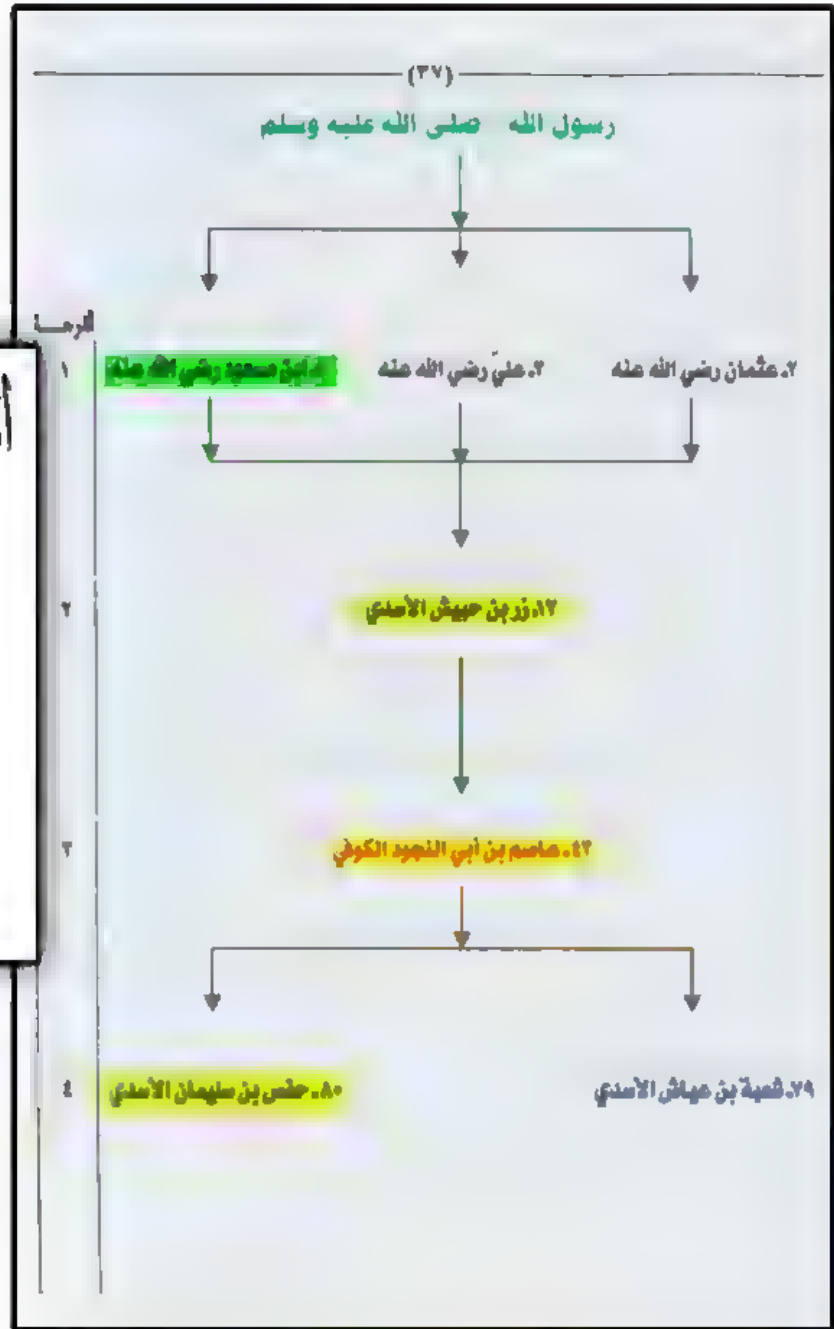 (٣٧)
رسول الله صلى الله عليه وسلم
١
٢. عثمان رضي الله عنه
٣. عليّ رضي الله عنه
ابن مسعود رضي الله عنه
٢
١٢. زر بن حبيش الأسدي
٣
٤٢. عاصم بن أبي النجود الكوفي
٤
٧٩. شعبة بن عياش الأسدي
٨٠. حفص بن سليمان الأسدي